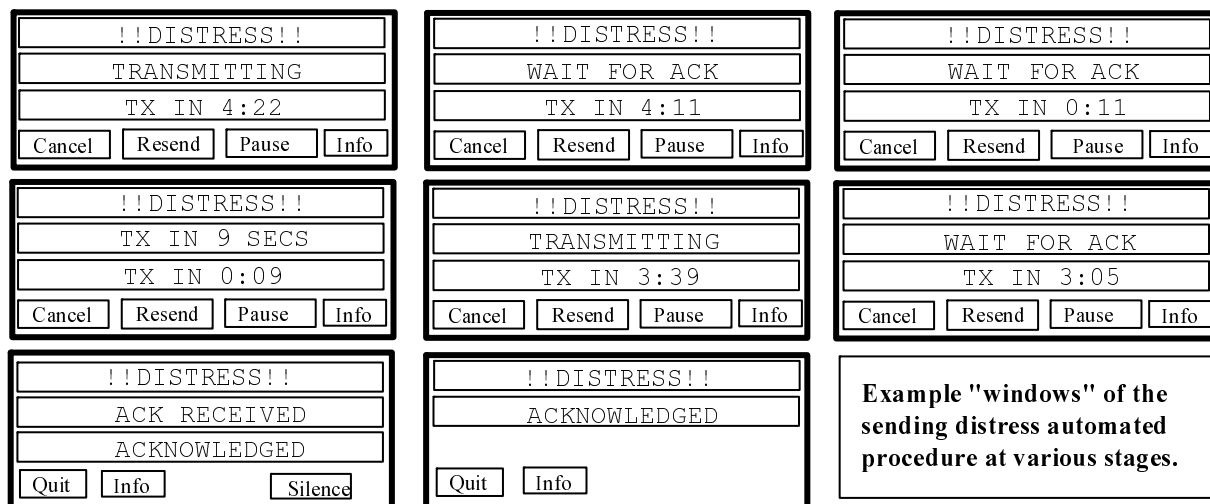 !!DISTRESS!!
TRANSMITTING
TX IN 4:22
Cancel Resend Pause Info
!!DISTRESS!!
WAIT FOR ACK
TX IN 4:11
Cancel Resend Pause Info
!!DISTRESS!!
WAIT FOR ACK
TX IN 0:11
Cancel Resend Pause Info
!!DISTRESS!!
TX IN 9 SECS
TX IN 0:09
Cancel Resend Pause Info
!!DISTRESS!!
TRANSMITTING
TX IN 3:39
Cancel Resend Pause Info
!!DISTRESS!!
WAIT FOR ACK
TX IN 3:05
Cancel Resend Pause Info
!!DISTRESS!!
ACK RECEIVED
ACKNOWLEDGED
Quit Info Silence
!!DISTRESS!!
ACKNOWLEDGED
Quit Info
Example "windows" of the
sending distress automated
procedure at various stages.